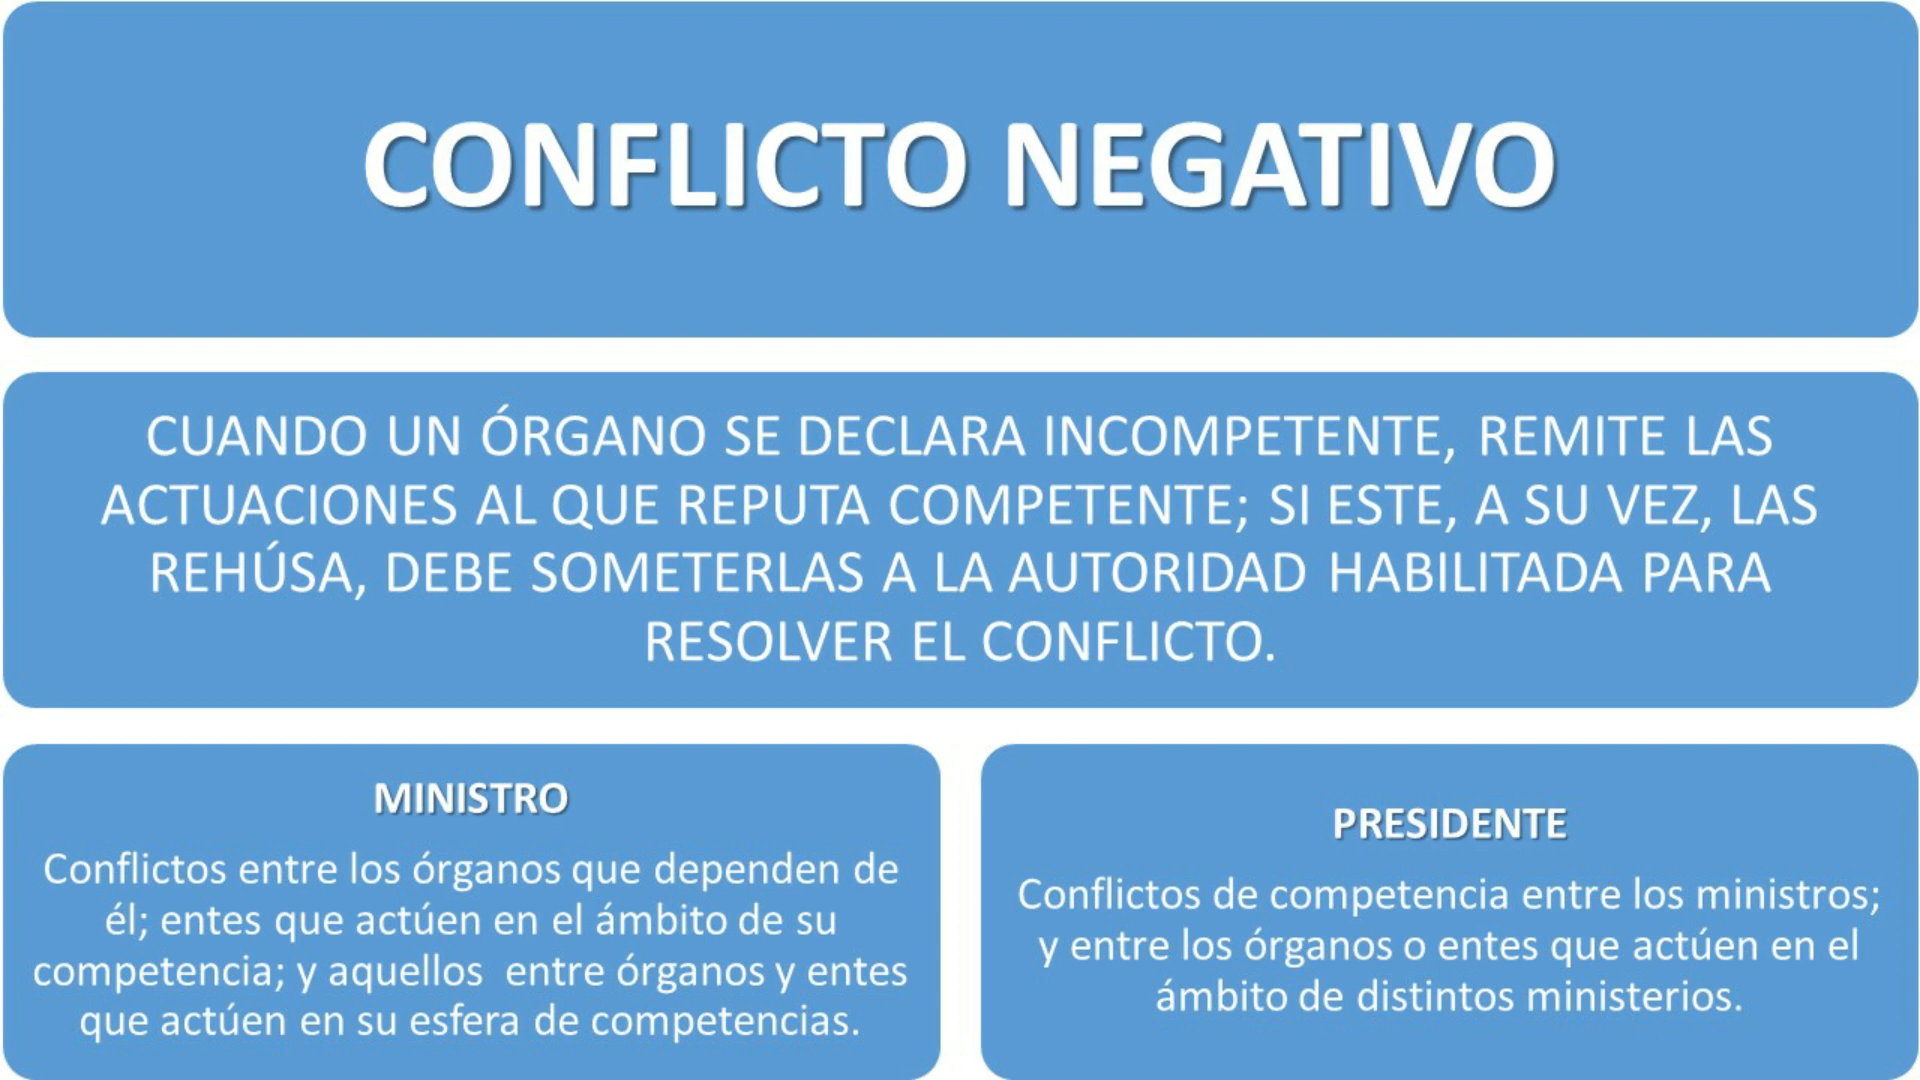 CONFLICTO NEGATIVO
CUANDO UN ÓRGANO SE DECLARA INCOMPETENTE, REMITE LAS
ACTUACIONES AL QUE REPUTA COMPETENTE; SI ESTE, A SU VEZ, LAS
REHÚSA, DEBE SOMETERLAS A LA AUTORIDAD HABILITADA PARA
RESOLVER EL CONFLICTO.
MINISTRO
Conflictos entre los órganos que dependen de
él; entes que actúen en el ámbito de su
competencia; y aquellos  entre órganos y entes
que actúen en su esfera de competencias.
PRESIDENTE
Conflictos de competencia entre los ministros;
y entre los órganos o entes que actúen en el
ámbito de distintos ministerios.